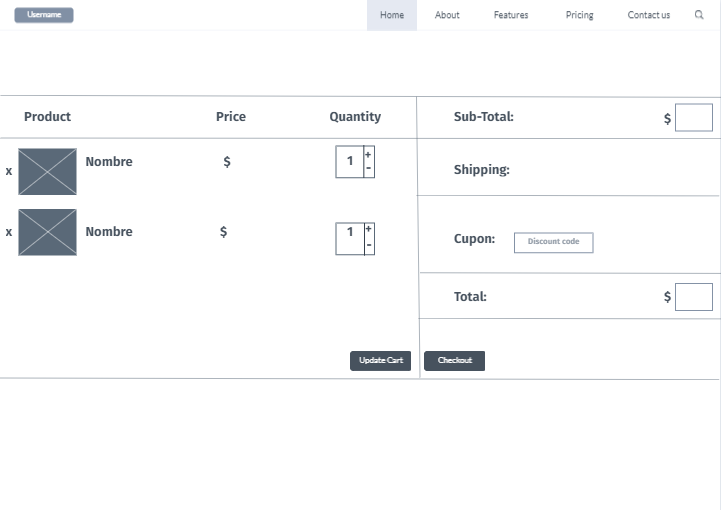 Username Home About Features Pricing Contact us
Product Price Quantity Sub-Total: $
x Nombre $ 1 + -
Shipping:
x Nombre $ 1 + -
Cupon: Discount code
Total: $
Update Cart Checkout